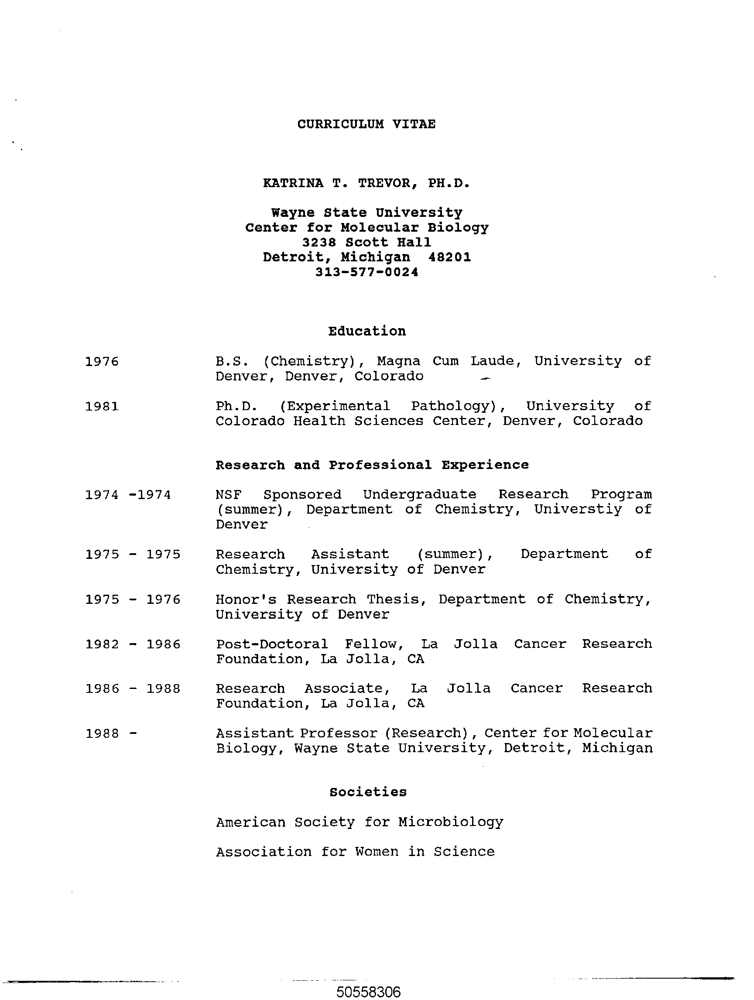 CURRICULUM VITAE
KATRINA T. TREVOR, PH.D.
Wayne State University
Center for Molecular Biology
3238 Scott Hall
Detroit, Michigan 48201
313-577-0024
Education
1976 B.S. (Chemistry), Magna Cum Laude, University of
Denver, Denver, Colorado
1981 Ph.D. (Experimental Pathology), University of
Colorado Health Sciences Center, Denver, Colorado
Research and Professional Experience
1974 -1974 NSF Sponsored Undergraduate Research Program
(summer), Department of Chemistry, Universtiy of
Denver
1975 - 1975 Research Assistant (summer), Department of
Chemistry, University of Denver
1975 - 1976 Honor's Research Thesis, Department of Chemistry,
University of Denver
1982 - 1986 Post-Doctoral Fellow, La Jolla Cancer Research
Foundation, La Jolla, CA
1986 - 1988 Research Associate, La Jolla Cancer Research
Foundation, La Jolla, CA
1988 - Assistant Professor (Research), Center for Molecular
Biology, Wayne State University, Detroit, Michigan
Societies
American Society for Microbiology
Association for Women in Science
50558306